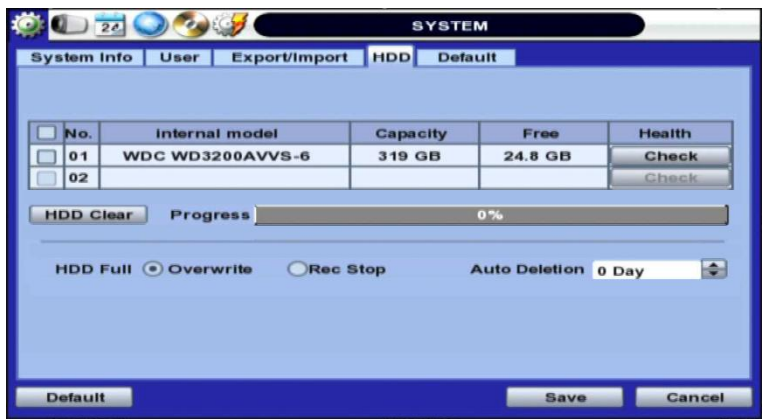 24 SYSTEM
System Info User Export/Import HDD Default
No. Internal model Capacity Free Health
01 WDC WD3200AVVS-6 319 GB 24.8 GB Check
02 Check
HDD Clear Progress 0%
HDD Full Overwrite Rec Stop Auto Deletion 0 Day
Default Save Cancel